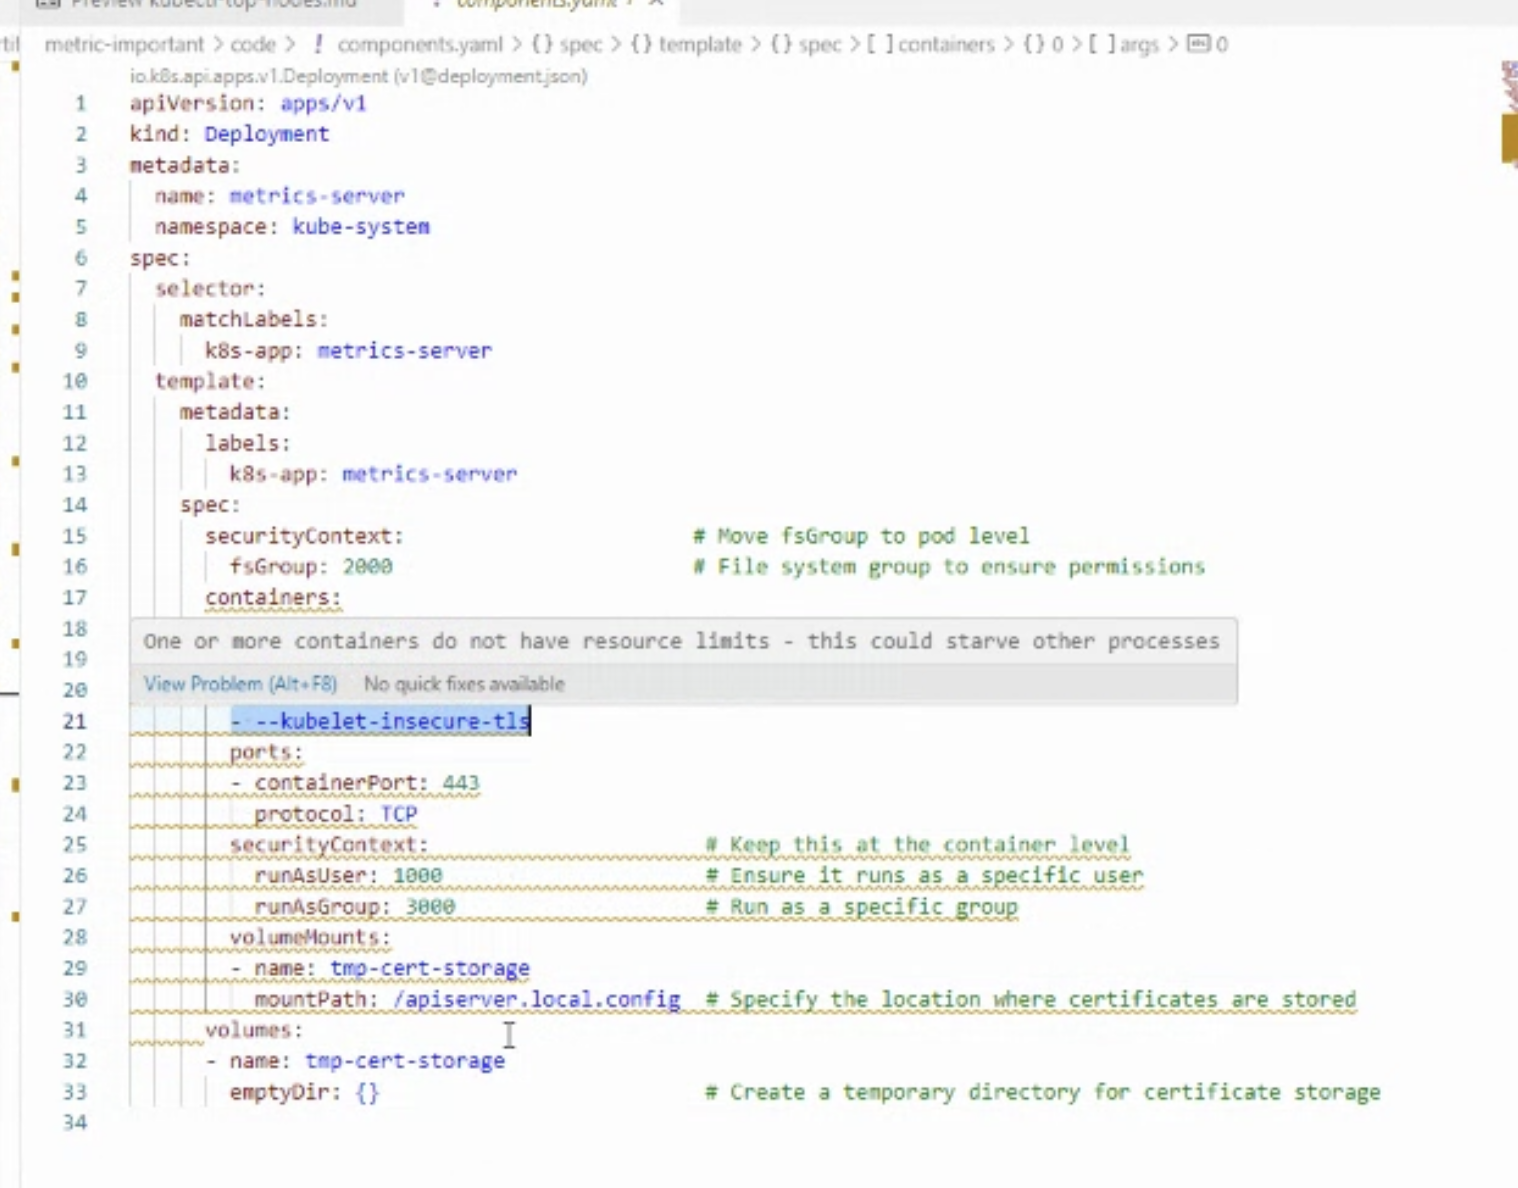 Preview kubectl-top-nodes.md
components.yaml
metric-important > code > ! components.yaml > {} spec > {} template > {} spec > [ ] containers > {} 0 > [ ] args > 0
io.k8s.api.apps.v1.Deployment (v1@deployment.json)
1 apiVersion: apps/v1
2 kind: Deployment
3 metadata:
4 name: metrics-server
5 namespace: kube-system
6 spec:
7 selector:
8 matchLabels:
9 k8s-app: metrics-server
10 template:
11 metadata:
12 labels:
13 k8s-app: metrics-server
14 spec:
15 securityContext: # Move fsGroup to pod level
16 fsGroup: 2000 # File system group to ensure permissions
17 containers:
18
One or more containers do not have resource limits - this could starve other processes
19
20
View Problem (Alt+F8) No quick fixes available
21 - --kubelet-insecure-tls
22 ports:
23 - containerPort: 443
24 protocol: TCP
25 securityContext: # Keep this at the container level
26 runAsUser: 1000 # Ensure it runs as a specific user
27 runAsGroup: 3000 # Run as a specific group
28 volumeMounts:
29 - name: tmp-cert-storage
30 mountPath: /apiserver.local.config # Specify the location where certificates are stored
31 volumes:
32 - name: tmp-cert-storage
33 emptyDir: {} # Create a temporary directory for certificate storage
34